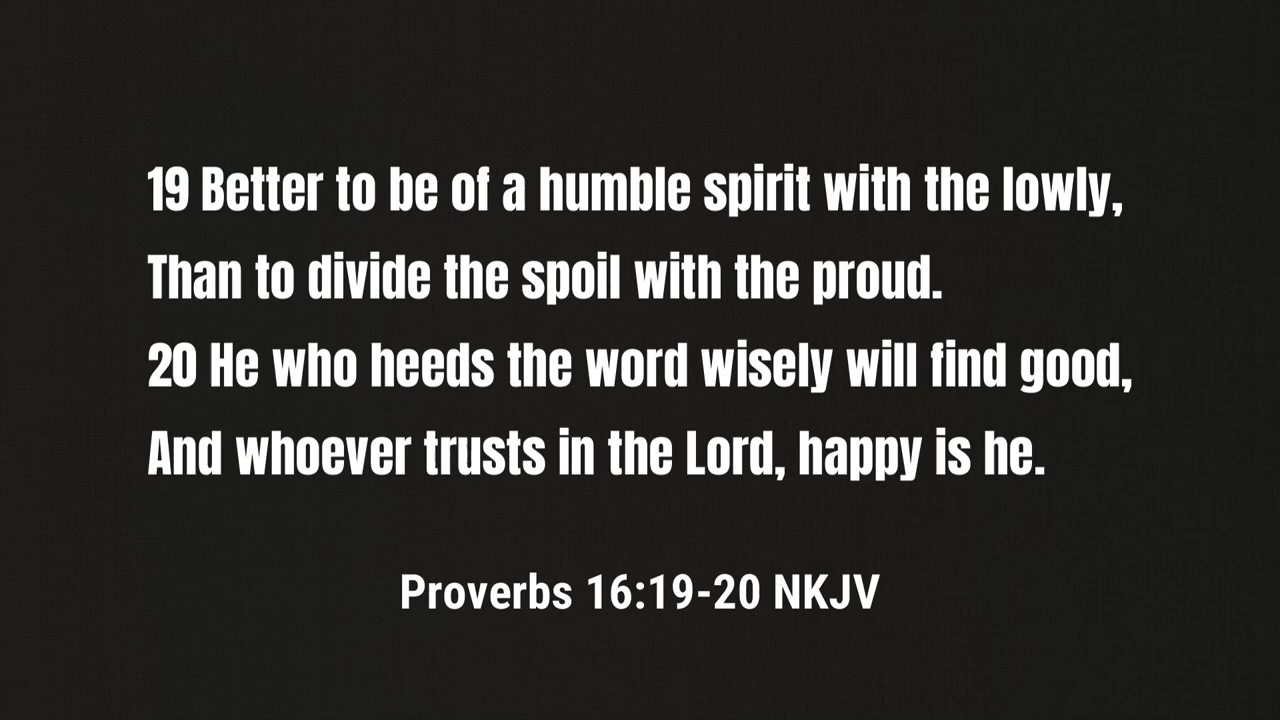 19 Better to be of a humble spirit with the lowly,
Than to divide the spoil with the proud.
20 He who heeds the word wisely will find good,
And whoever trusts in the Lord, happy is he.
Proverbs 16:19-20 NKJV